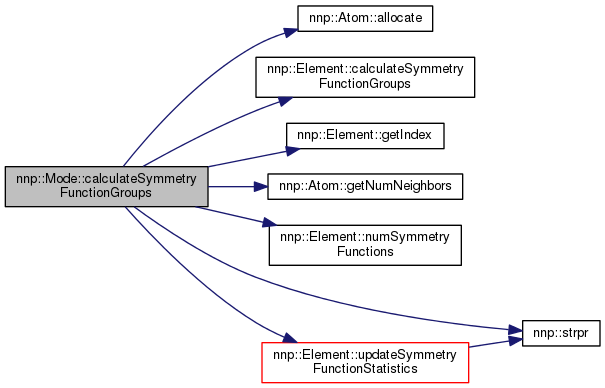 nnp::Atom::allocate
nnp::Element::calculateSymmetry
FunctionGroups
nnp::Element::getIndex
nnp::Mode::calculateSymmetry
FunctionGroups
nnp::Atom::getNumNeighbors
nnp::Element::numSymmetry
Functions
nnp::strpr
nnp::Element::updateSymmetry
FunctionStatistics